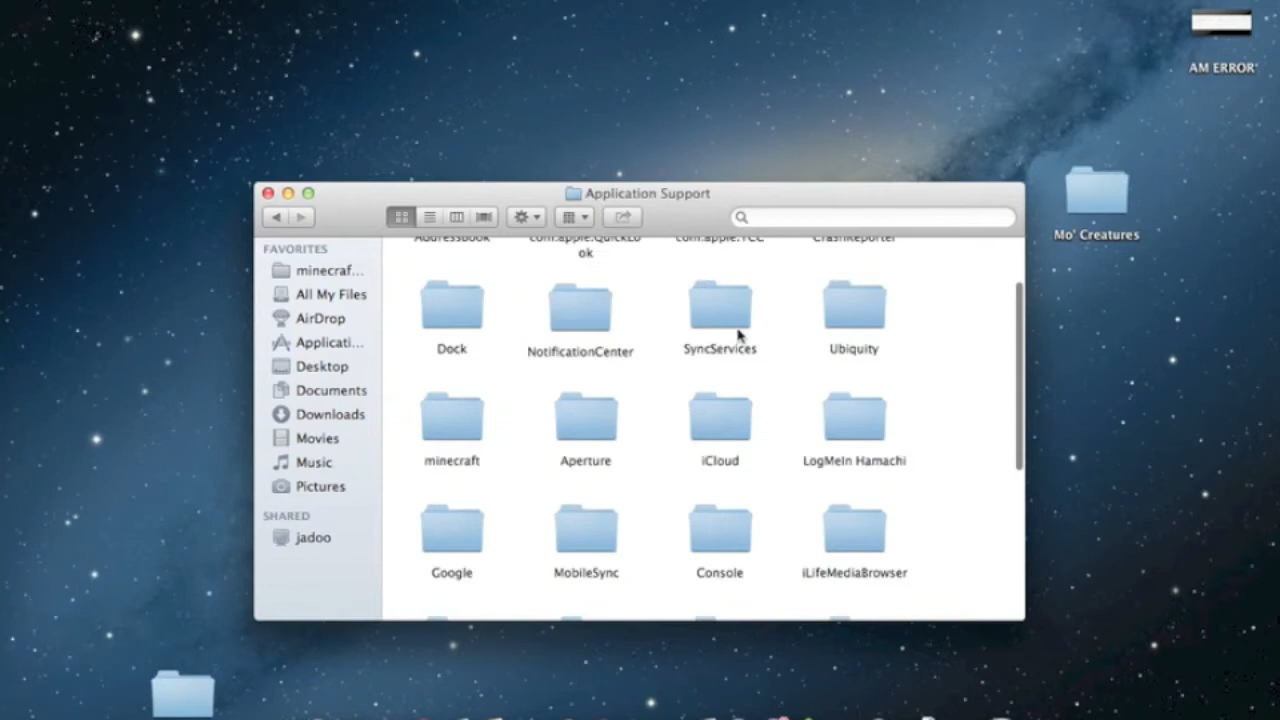 AM ERROR'
Application Support
Mo' Creatures
FAVORITES
minecraf...
All My Files
AirDrop
Applicati...
Desktop
Documents
Downloads
Movies
Music
Pictures
SHARED
jadoo
AddressBook com.apple.QuickLo com.apple.TCC CrashReporter
ok
Dock NotificationCenter SyncServices Ubiquity
minecraft Aperture iCloud LogMeIn Hamachi
Google MobileSync Console iLifeMediaBrowser